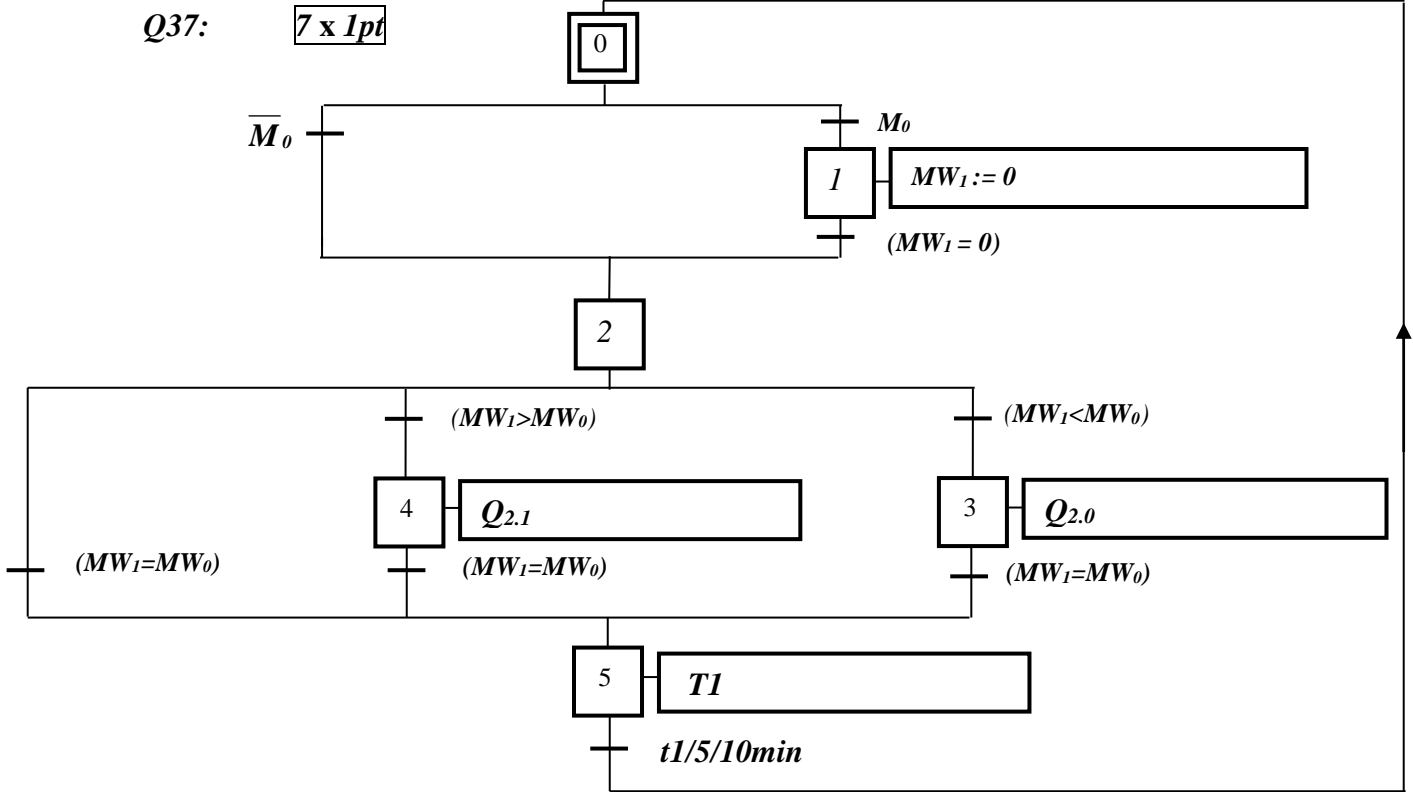 Q37: 7 x 1pt
0
M̅0
M0
1
MW1 := 0
(MW1 = 0)
2
(MW1>MW0)
(MW1<MW0)
4
Q2.1
3
Q2.0
(MW1=MW0)
(MW1=MW0)
(MW1=MW0)
5
T1
t1/5/10min